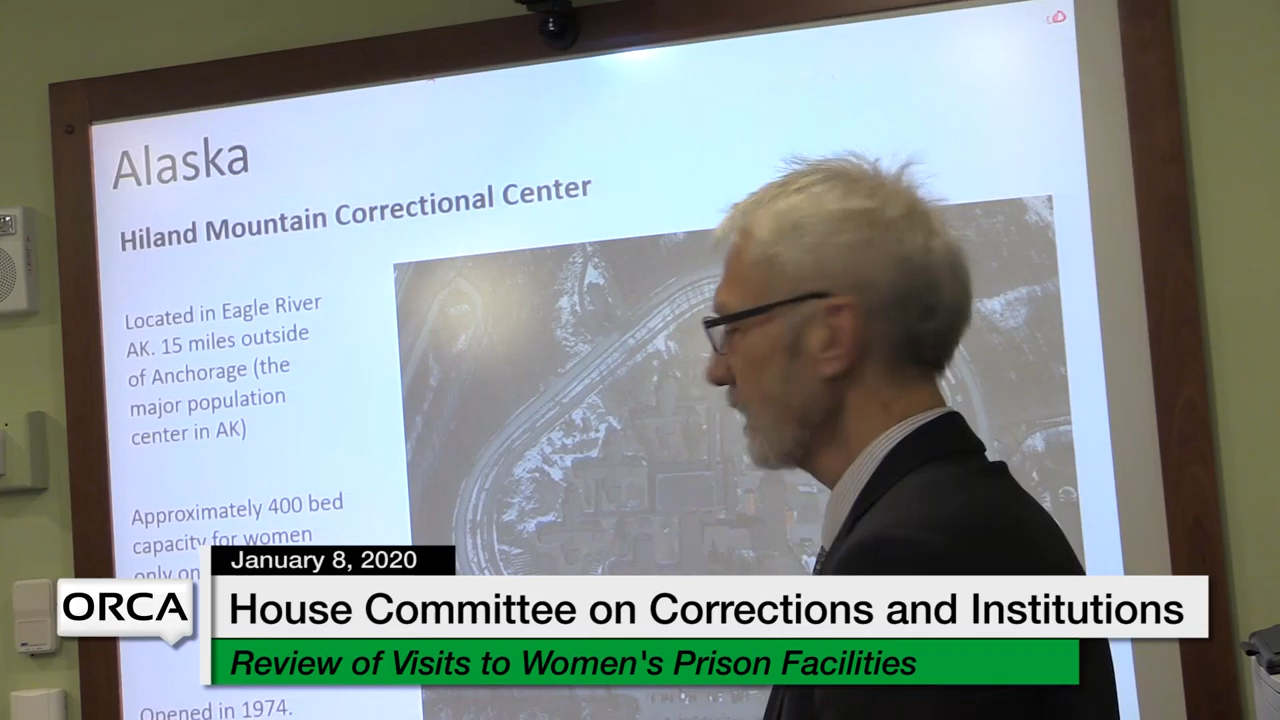 Alaska
Hiland Mountain Correctional Center
Located in Eagle River
AK. 15 miles outside
of Anchorage (the
major population
center in AK)
Approximately 400 bed
capacity for women
only on
Opened in 1974.
January 8, 2020
ORCA
House Committee on Corrections and Institutions
Review of Visits to Women's Prison Facilities